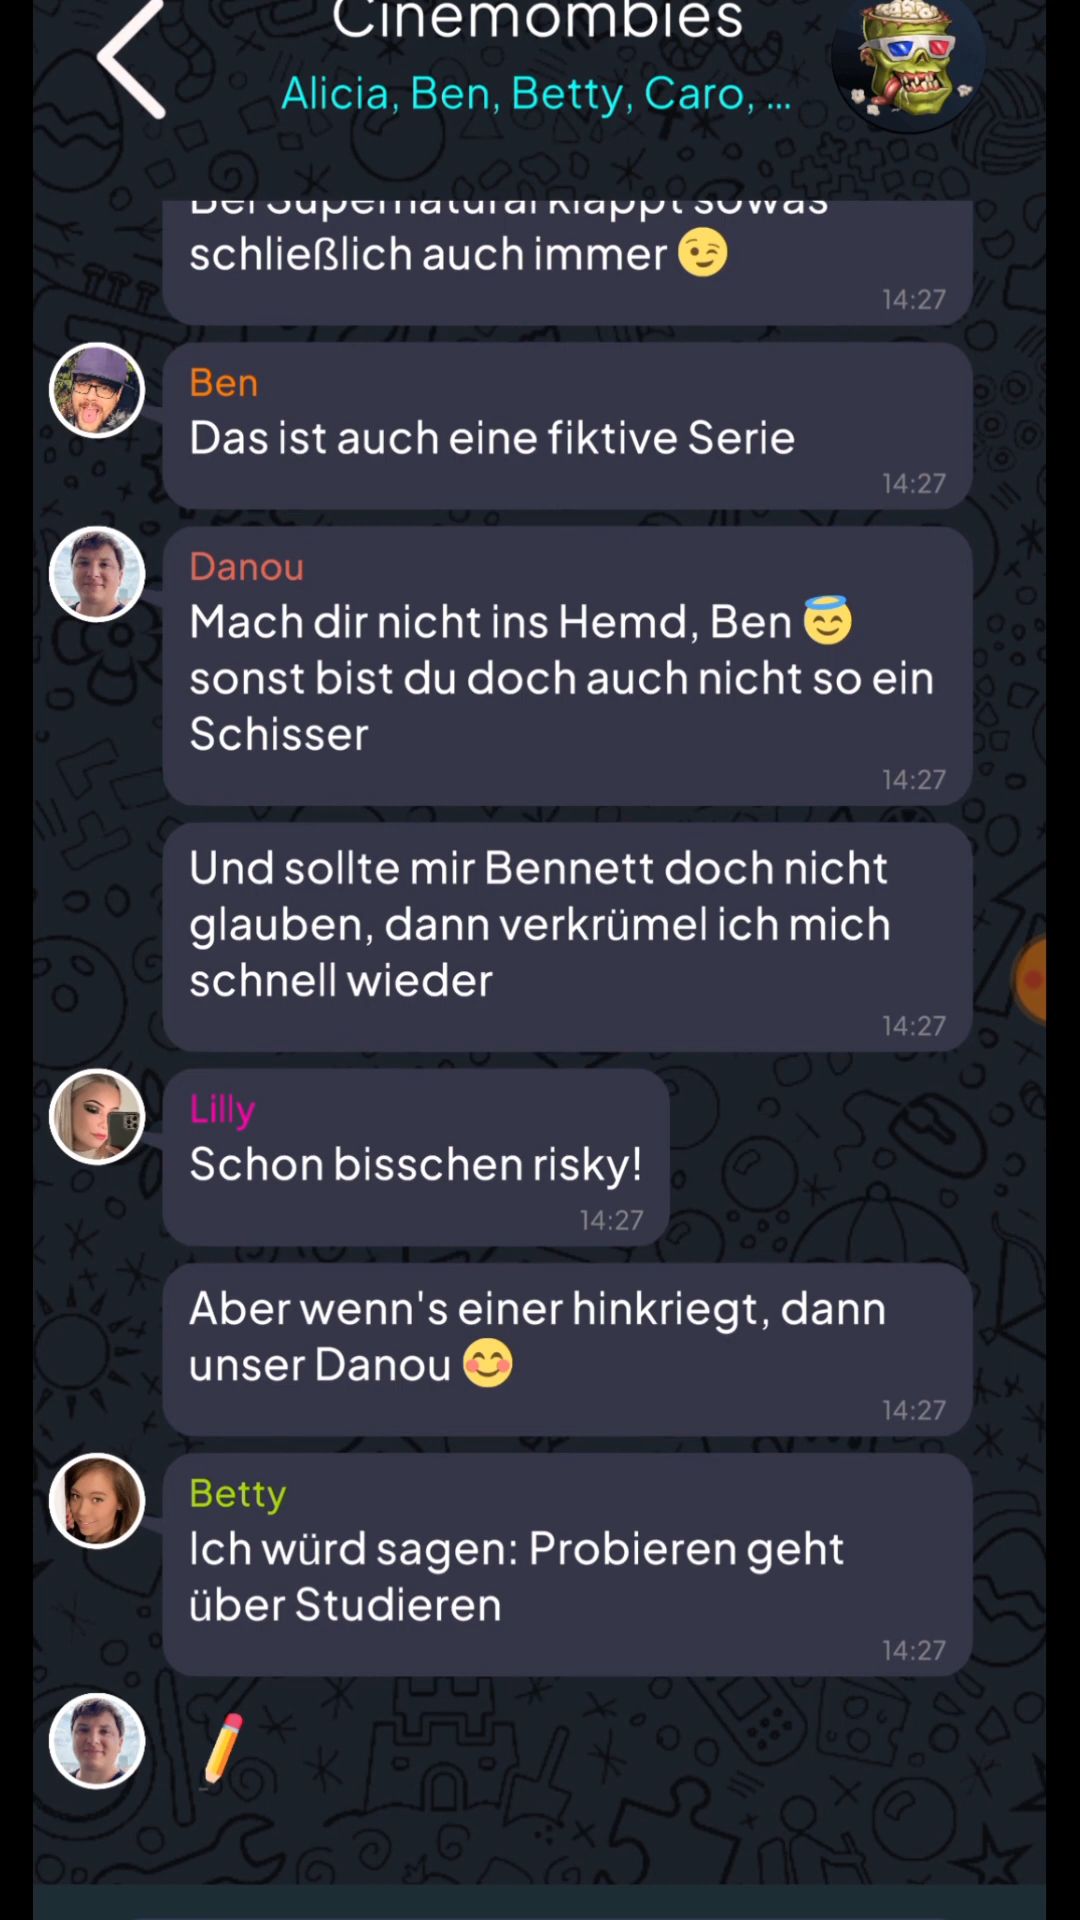 Cinemombies
Alicia, Ben, Betty, Caro, ...
Bei Supernatural klappt sowas
schließlich auch immer 😉
14:27
Ben
Das ist auch eine fiktive Serie
14:27
Danou
Mach dir nicht ins Hemd, Ben 😇
sonst bist du doch auch nicht so ein
Schisser
14:27
Und sollte mir Bennett doch nicht
glauben, dann verkrümel ich mich
schnell wieder
14:27
Lilly
Schon bisschen risky!
14:27
Aber wenn's einer hinkriegt, dann
unser Danou 😊
14:27
Betty
Ich würd sagen: Probieren geht
über Studieren
14:27